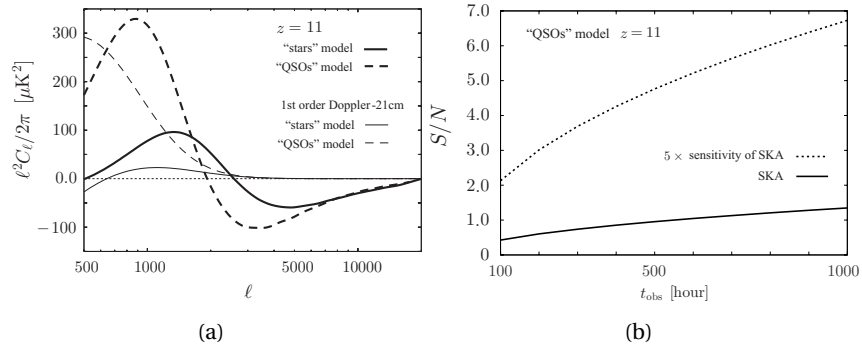 z = 11
"stars" model
"QSOs" model
1st order Doppler-21cm
"stars" model
"QSOs" model
ℓ²Cℓ/2π [μK²]
300
200
100
0.0
−100
500
1000
5000
10000
ℓ
(a)
"QSOs" model z = 11
5 × sensitivity of SKA
SKA
S/N
7.0
6.0
5.0
4.0
3.0
2.0
1.0
0
100
500
1000
t_obs [hour]
(b)